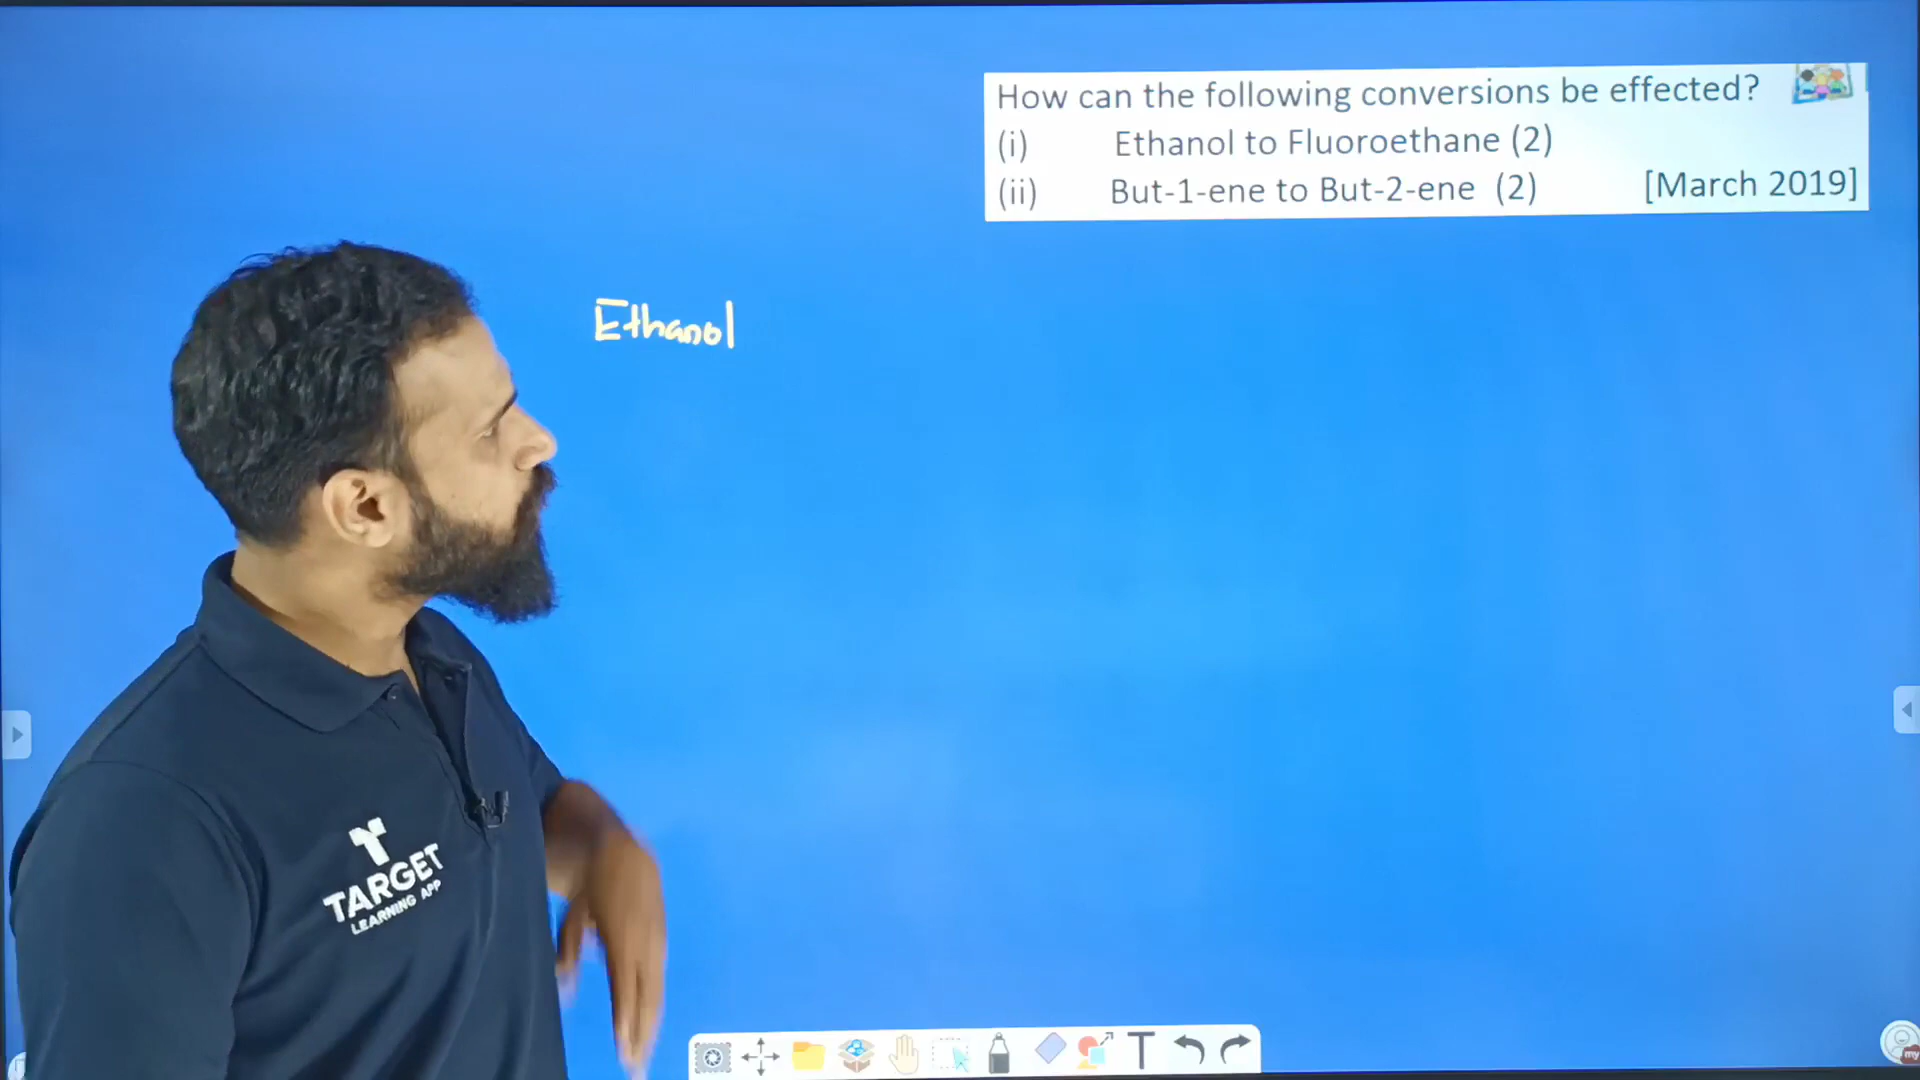 How can the following conversions be effected?
(i) Ethanol to Fluoroethane (2)
(ii) But-1-ene to But-2-ene (2) [March 2019]
Ethanol
T
TARGET
LEARNING APP
my